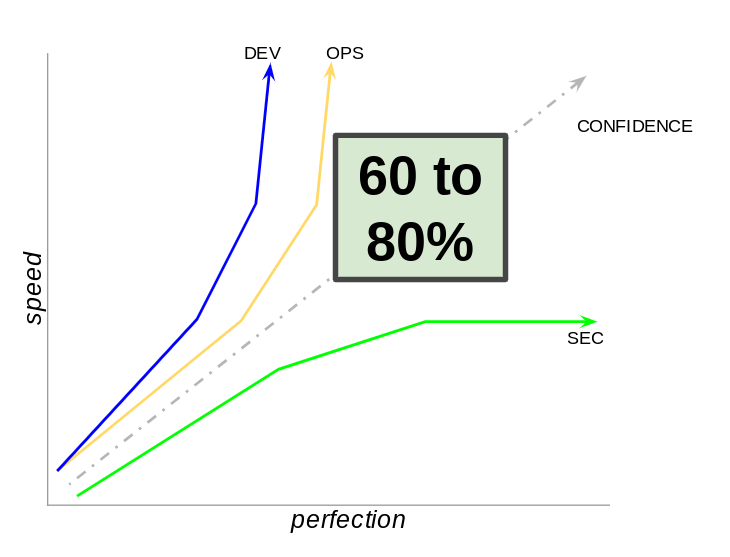 DEV
OPS
CONFIDENCE
60 to
80%
speed
SEC
perfection